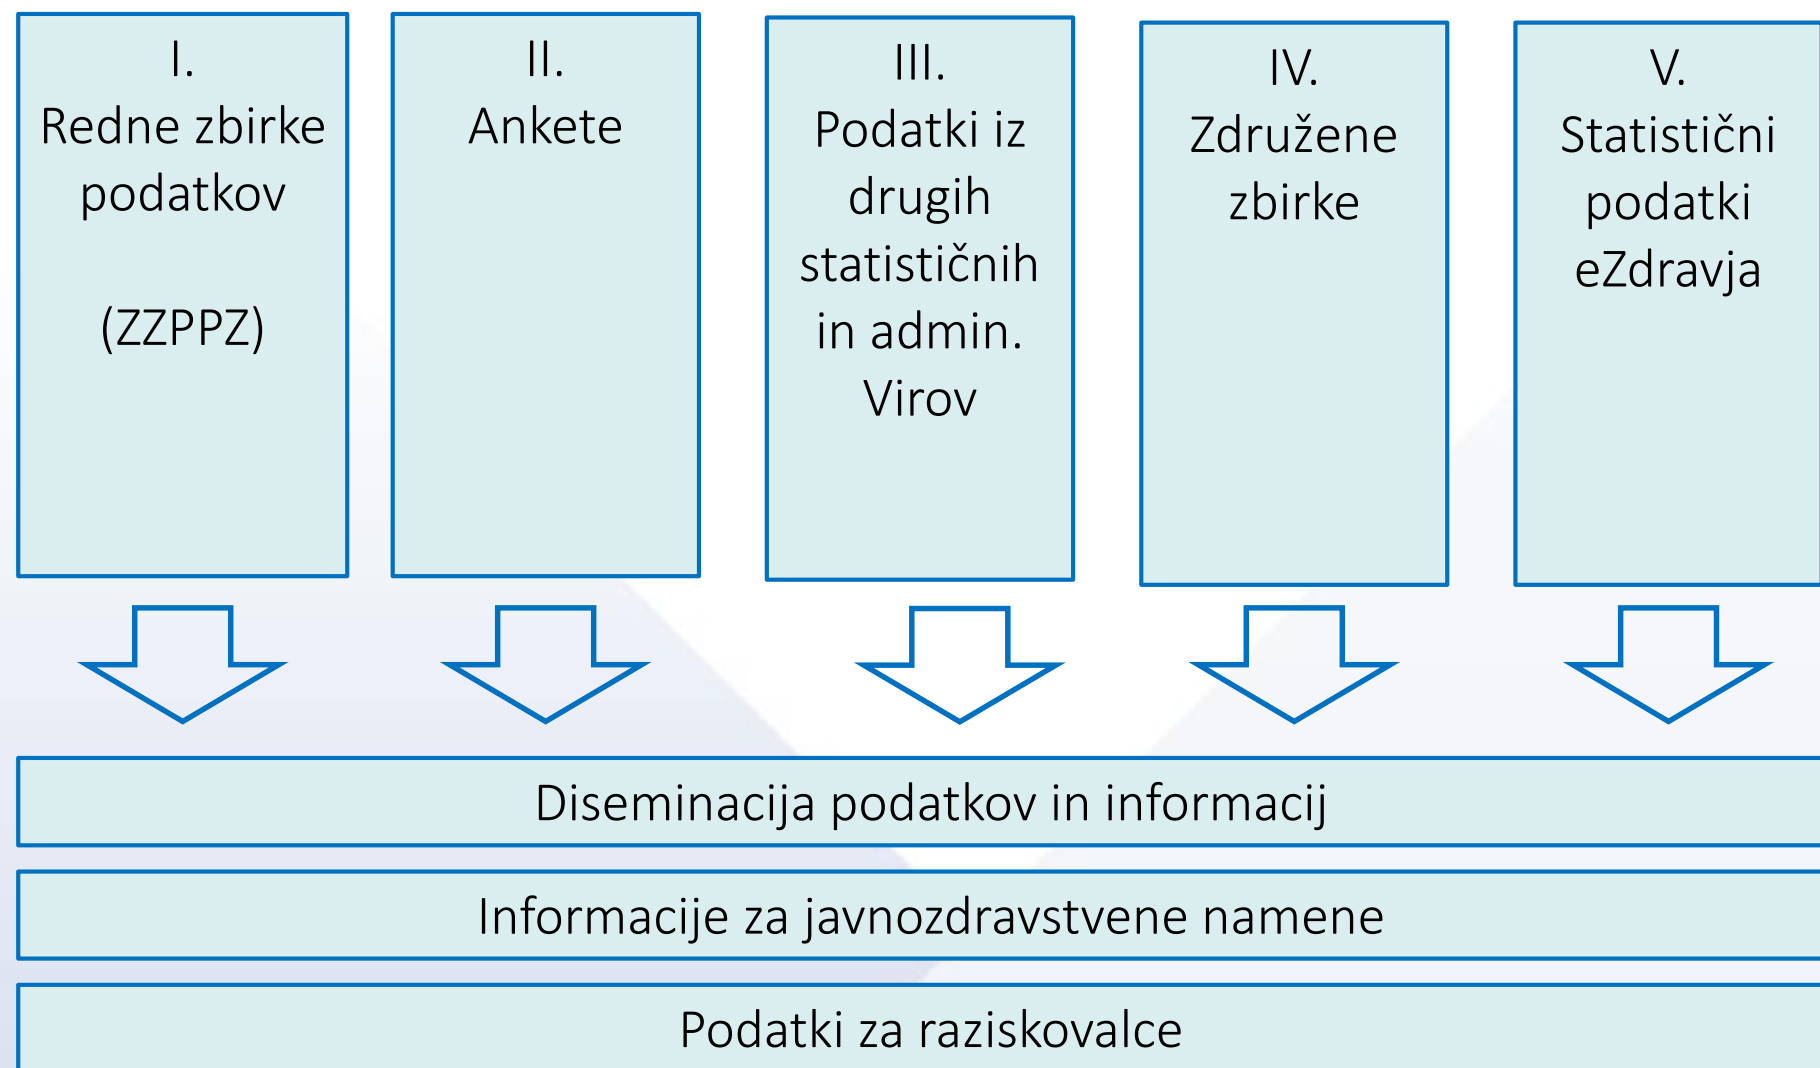 I.
Redne zbirke
podatkov
(ZZPPZ)
II.
Ankete
III.
Podatki iz
drugih
statističnih
in admin.
Virov
IV.
Združene
zbirke
V.
Statistični
podatki
eZdravja
Diseminacija podatkov in informacij
Informacije za javnozdravstvene namene
Podatki za raziskovalce